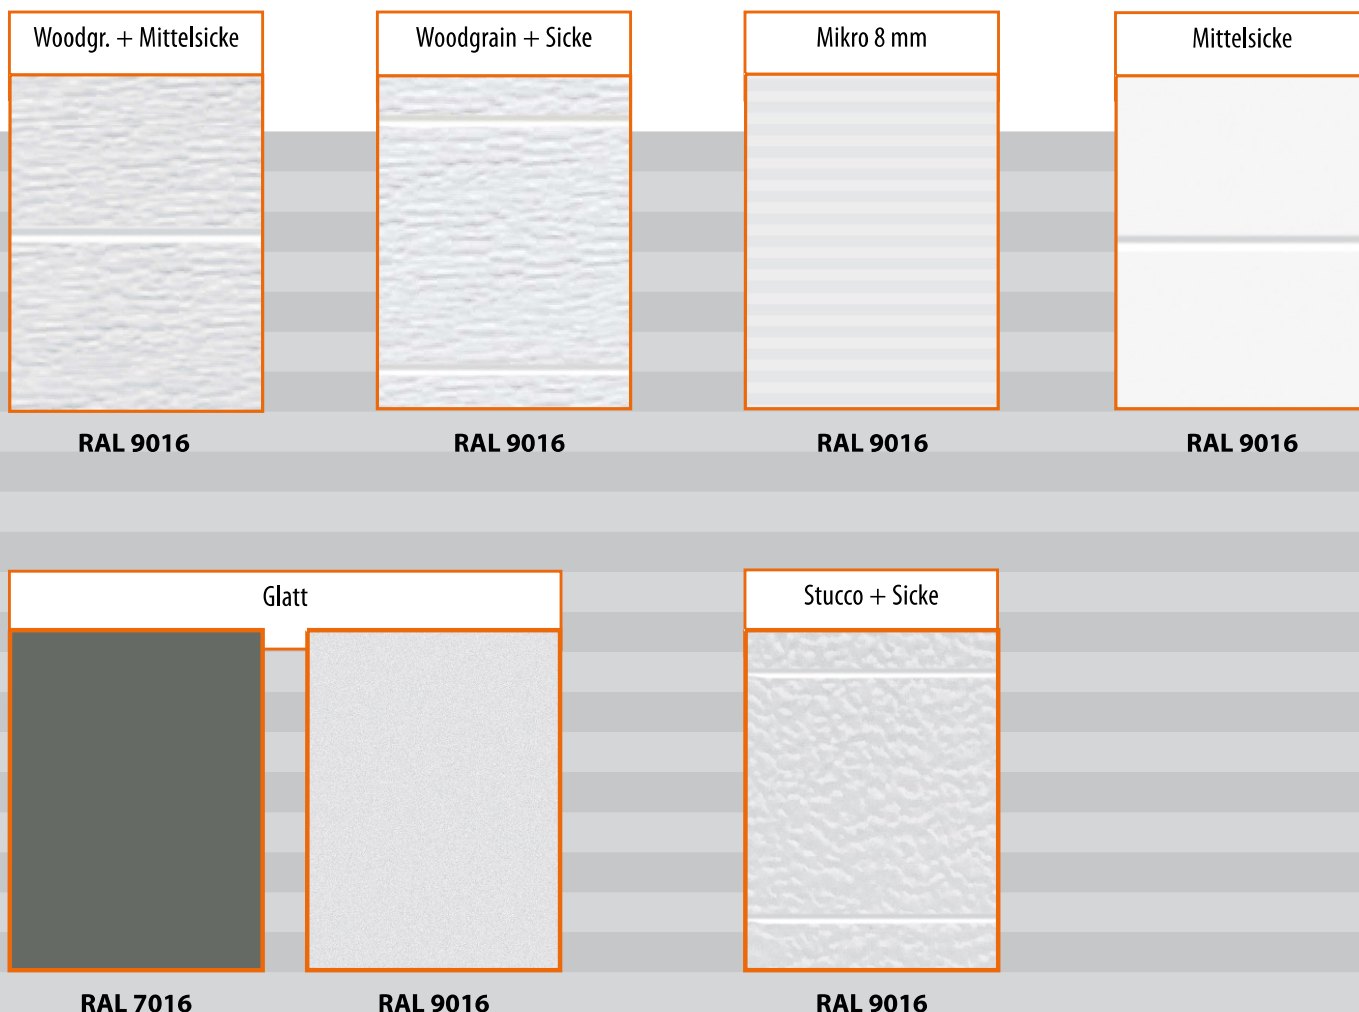 Woodgr. + Mittelsicke
Woodgrain + Sicke
Mikro 8 mm
Mittelsicke
RAL 9016
RAL 9016
RAL 9016
RAL 9016
Glatt
Stucco + Sicke
RAL 7016
RAL 9016
RAL 9016